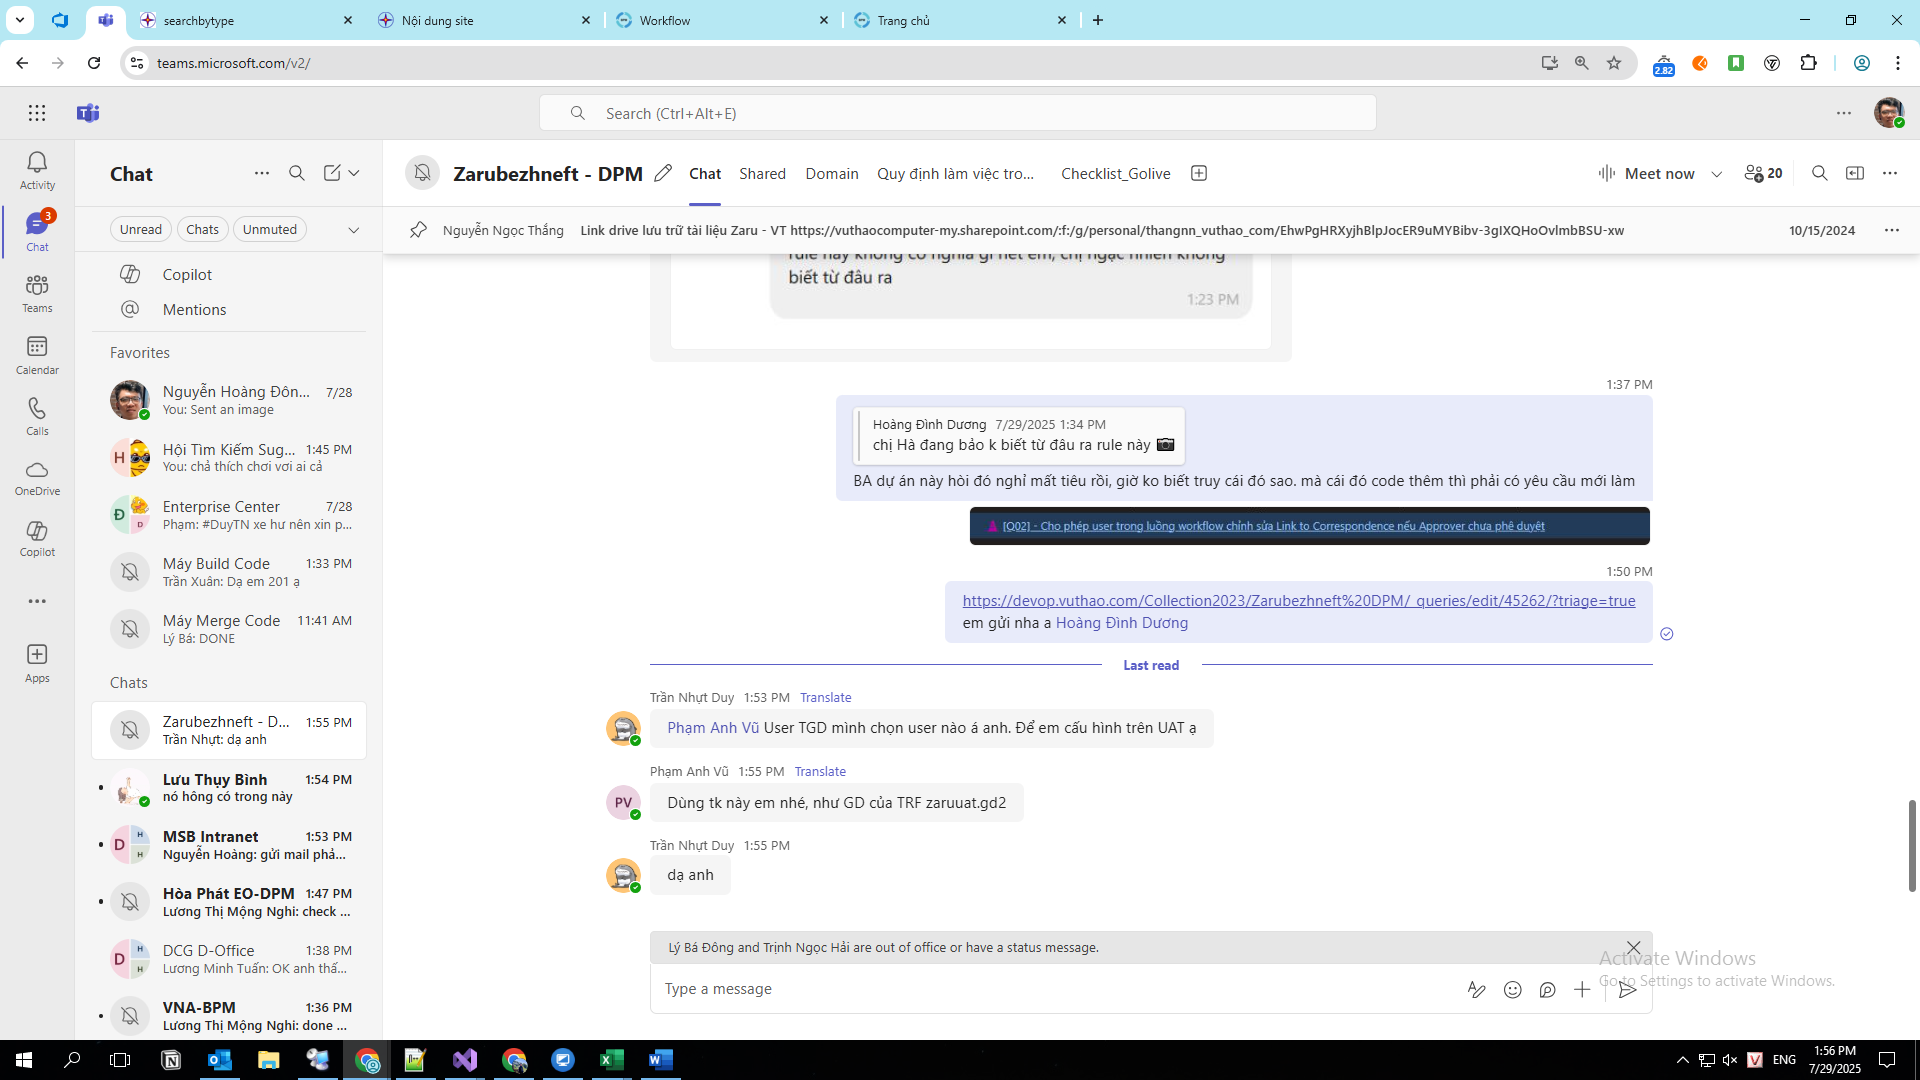 searchbytype
Nội dung site
Workflow
Trang chủ
teams.microsoft.com/v2/
2.82
Search (Ctrl+Alt+E)
Activity
3
Chat
Teams
Calendar
Calls
OneDrive
Copilot
Apps
Chat
Unread
Chats
Unmuted
Copilot
Mentions
Favorites
Nguyễn Hoàng Đôn... 7/28
You: Sent an image
Hội Tìm Kiếm Sug... 1:45 PM
You: chả thích chơi vơi ai cả
Enterprise Center 7/28
Phạm: #DuyTN xe hư nên xin p...
Máy Build Code 1:33 PM
Trần Xuân: Dạ em 201 ạ
Máy Merge Code 11:41 AM
Lý Bá: DONE
Chats
Zarubezhneft - D... 1:55 PM
Trần Nhựt: dạ anh
Lưu Thụy Bình 1:54 PM
nó hông có trong này
MSB Intranet 1:53 PM
Nguyễn Hoàng: gửi mail phả...
Hòa Phát EO-DPM 1:47 PM
Lương Thị Mộng Nghi: check ...
DCG D-Office 1:38 PM
Lương Minh Tuấn: OK anh thấ...
VNA-BPM 1:36 PM
Lương Thị Mộng Nghi: done ...
Zarubezhneft - DPM
Chat
Shared
Domain
Quy định làm việc tro...
Checklist_Golive
Meet now
20
Nguyễn Ngọc Thắng Link drive lưu trữ tài liệu Zaru - VT https://vuthaocomputer-my.sharepoint.com/:f:/g/personal/thangnn_vuthao_com/EhwPgHRXyjhBlpJocER9uMYBibv-3gIXQHoOvlmbBSU-xw 10/15/2024
rule này không có nghĩa gì hết em, chị ngạc nhiên không
biết từ đâu ra
1:23 PM
1:37 PM
Hoàng Đình Dương 7/29/2025 1:34 PM
chị Hà đang bảo k biết từ đâu ra rule này
BA dự án này hòi đó nghỉ mất tiêu rồi, giờ ko biết truy cái đó sao. mà cái đó code thêm thì phải có yêu cầu mới làm
[Q02] - Cho phép user trong luồng workflow chỉnh sửa Link to Correspondence nếu Approver chưa phê duyệt
1:50 PM
https://devop.vuthao.com/Collection2023/Zarubezhneft%20DPM/_queries/edit/45262/?triage=true
em gửi nha a Hoàng Đình Dương
Last read
Trần Nhựt Duy 1:53 PM Translate
Phạm Anh Vũ User TGD mình chọn user nào á anh. Để em cấu hình trên UAT ạ
Phạm Anh Vũ 1:55 PM Translate
PV
Dùng tk này em nhé, như GD của TRF zaruuat.gd2
Trần Nhựt Duy 1:55 PM
dạ anh
Lý Bá Đông and Trịnh Ngọc Hải are out of office or have a status message.
Type a message
Activate Windows
Go to Settings to activate Windows.
ENG
1:56 PM
7/29/2025